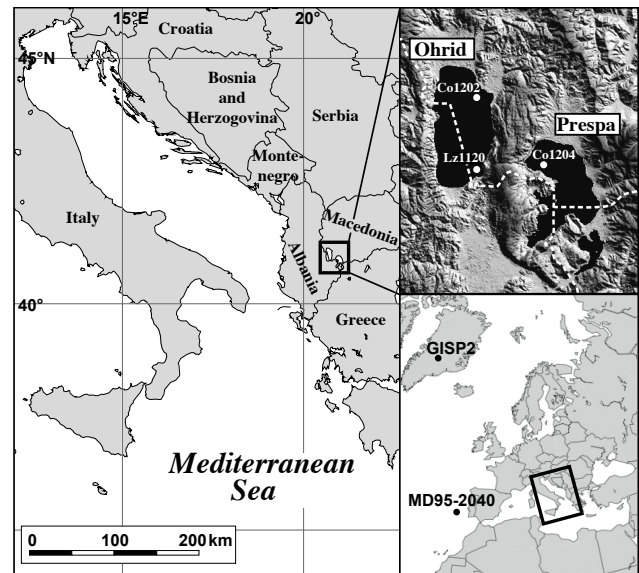 15°E
20°
Croatia
45°N
Bosnia
and
Herzogovina
Serbia
Monte-
negro
Italy
Macedonia
Albania
40°
Greece
Mediterranean
Sea
0 100 200 km
Ohrid
Co1202
Prespa
Lz1120
Co1204
GISP2
MD95-2040